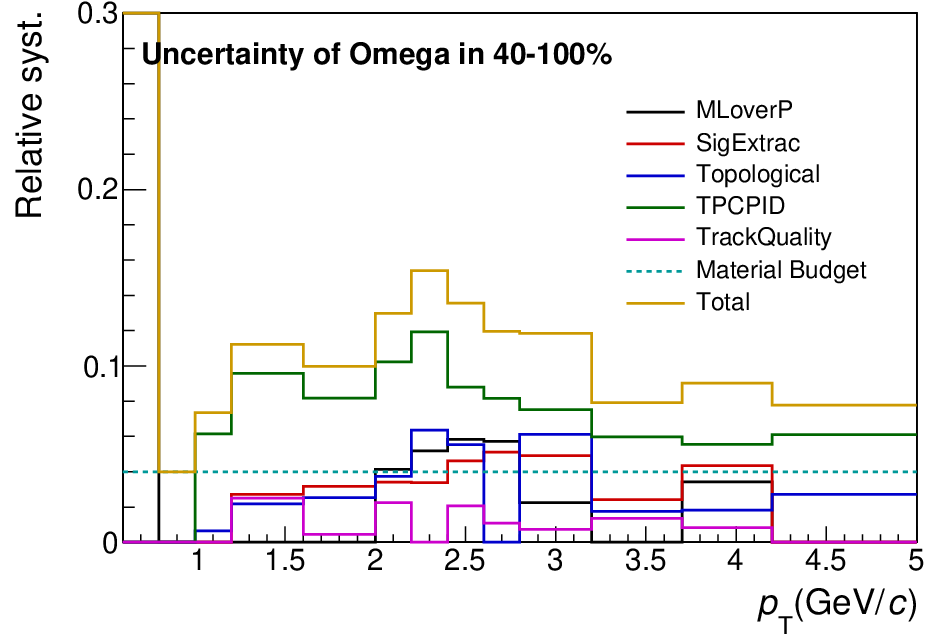 Relative syst.
0.3
0.2
0.1
0
Uncertainty of Omega in 40-100%
MLoverP
SigExtrac
Topological
TPCPID
TrackQuality
Material Budget
Total
1 1.5 2 2.5 3 3.5 4 4.5 5
pT(GeV/c)